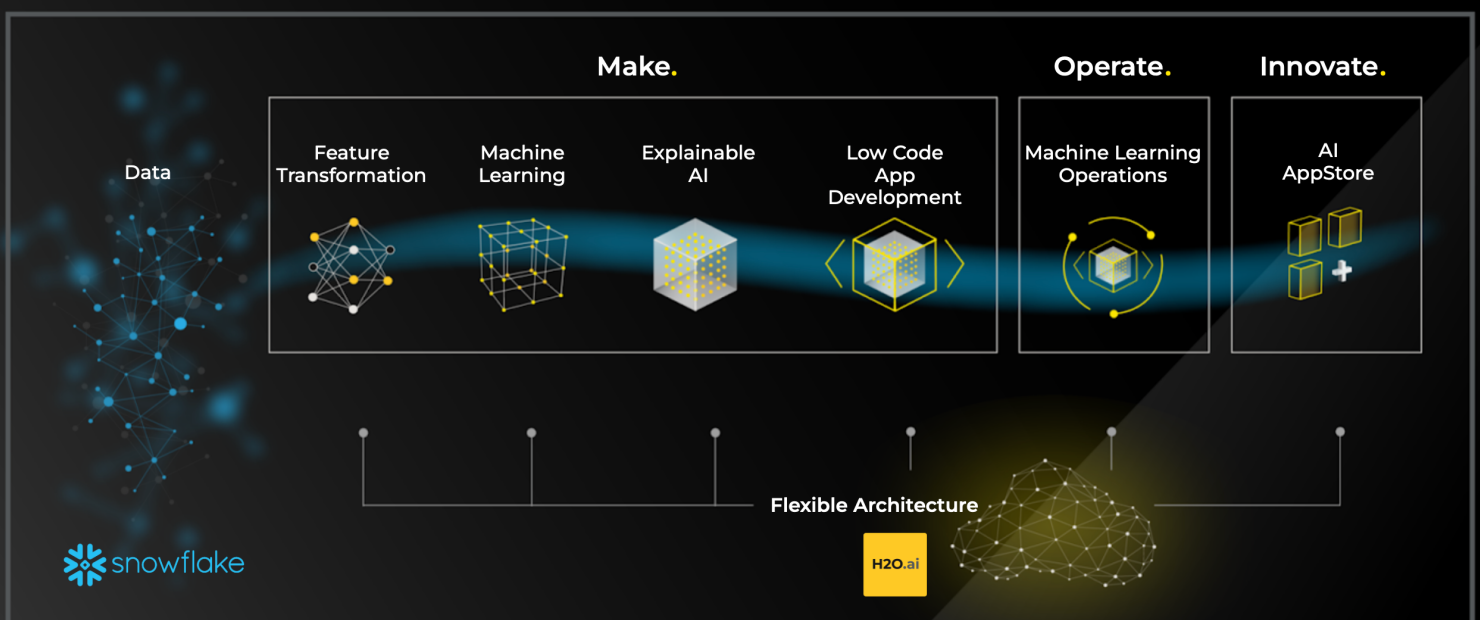 Make.
Operate.
Innovate.
Data
Feature
Transformation
Machine
Learning
Explainable
AI
Low Code
App
Development
Machine Learning
Operations
AI
AppStore
Flexible Architecture
H2O.ai
snowflake